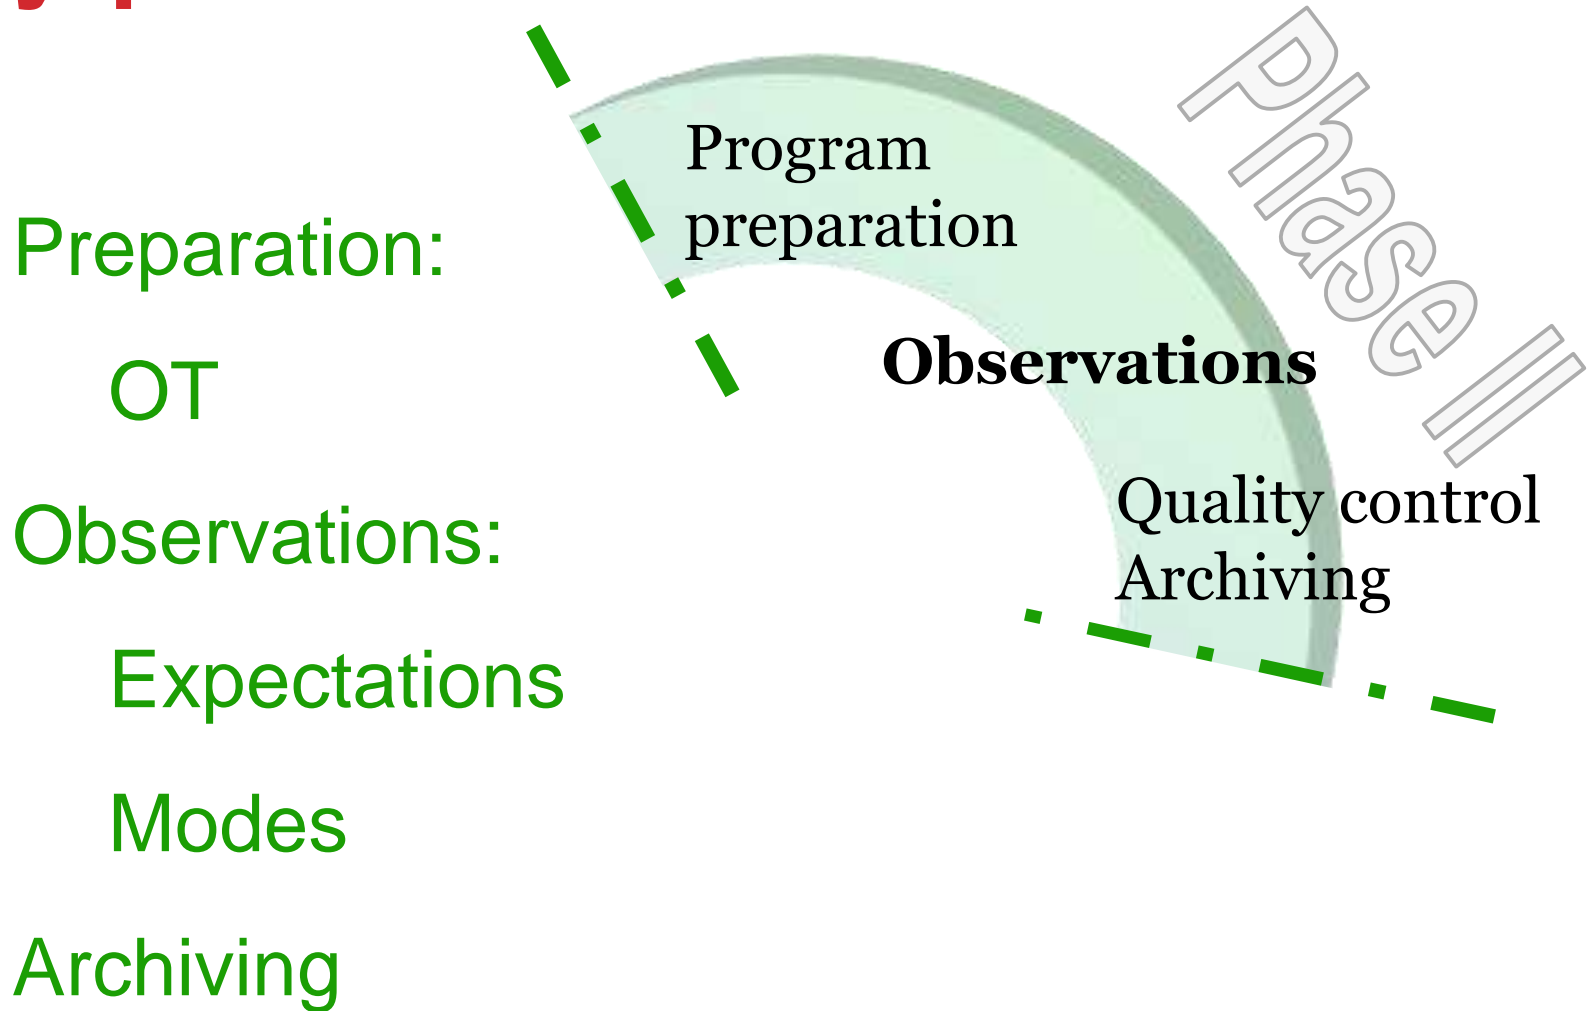 Preparation:
OT
Observations:
Expectations
Modes
Archiving
Program
preparation
Observations
Quality control
Archiving
Phase II